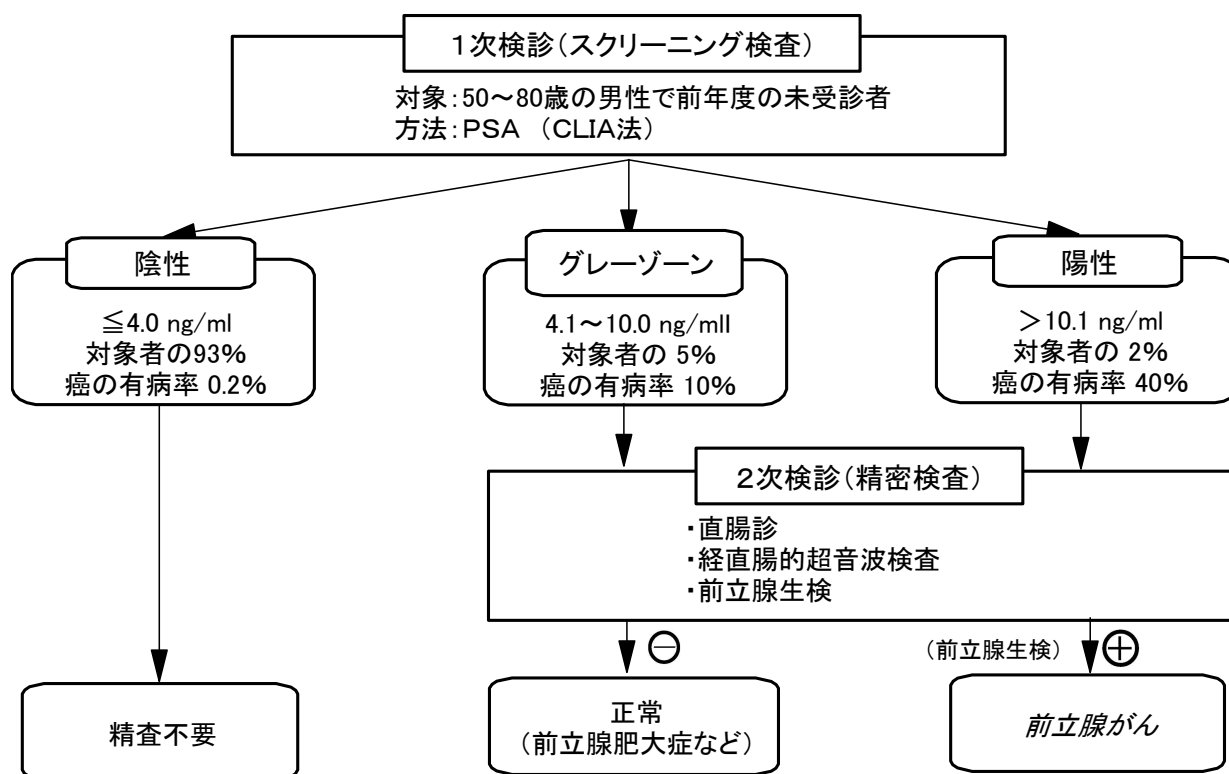 １次検診（スクリーニング検査）
対象：50～80歳の男性で前年度の未受診者
方法：ＰＳＡ （ＣＬＩＡ法）
陰性
≦4.0 ng/ml
対象者の93%
癌の有病率 0.2%
グレーゾーン
4.1～10.0 ng/mll
対象者の 5%
癌の有病率 10%
陽性
＞10.1 ng/ml
対象者の 2%
癌の有病率 40%
２次検診（精密検査）
・直腸診
・経直腸的超音波検査
・前立腺生検
⊖
（前立腺生検） ⊕
精査不要
正常
（前立腺肥大症など）
前立腺がん